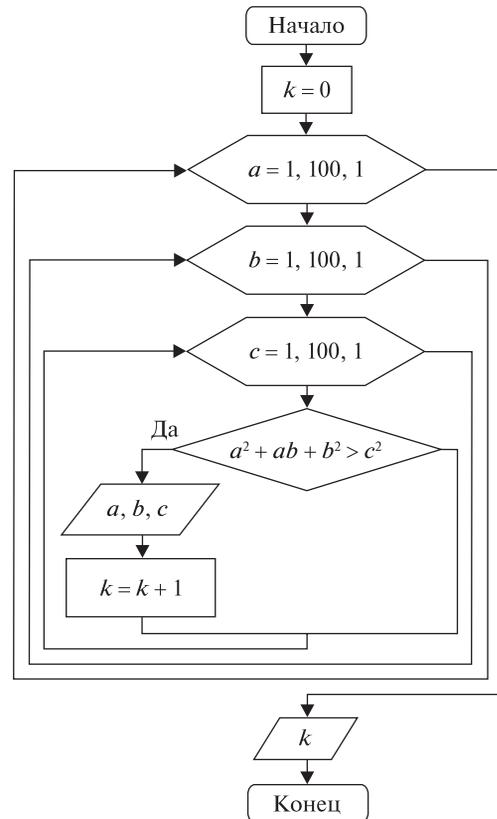 Начало
k = 0
a = 1, 100, 1
b = 1, 100, 1
c = 1, 100, 1
Да
a² + ab + b² > c²
a, b, c
k = k + 1
k
Конец